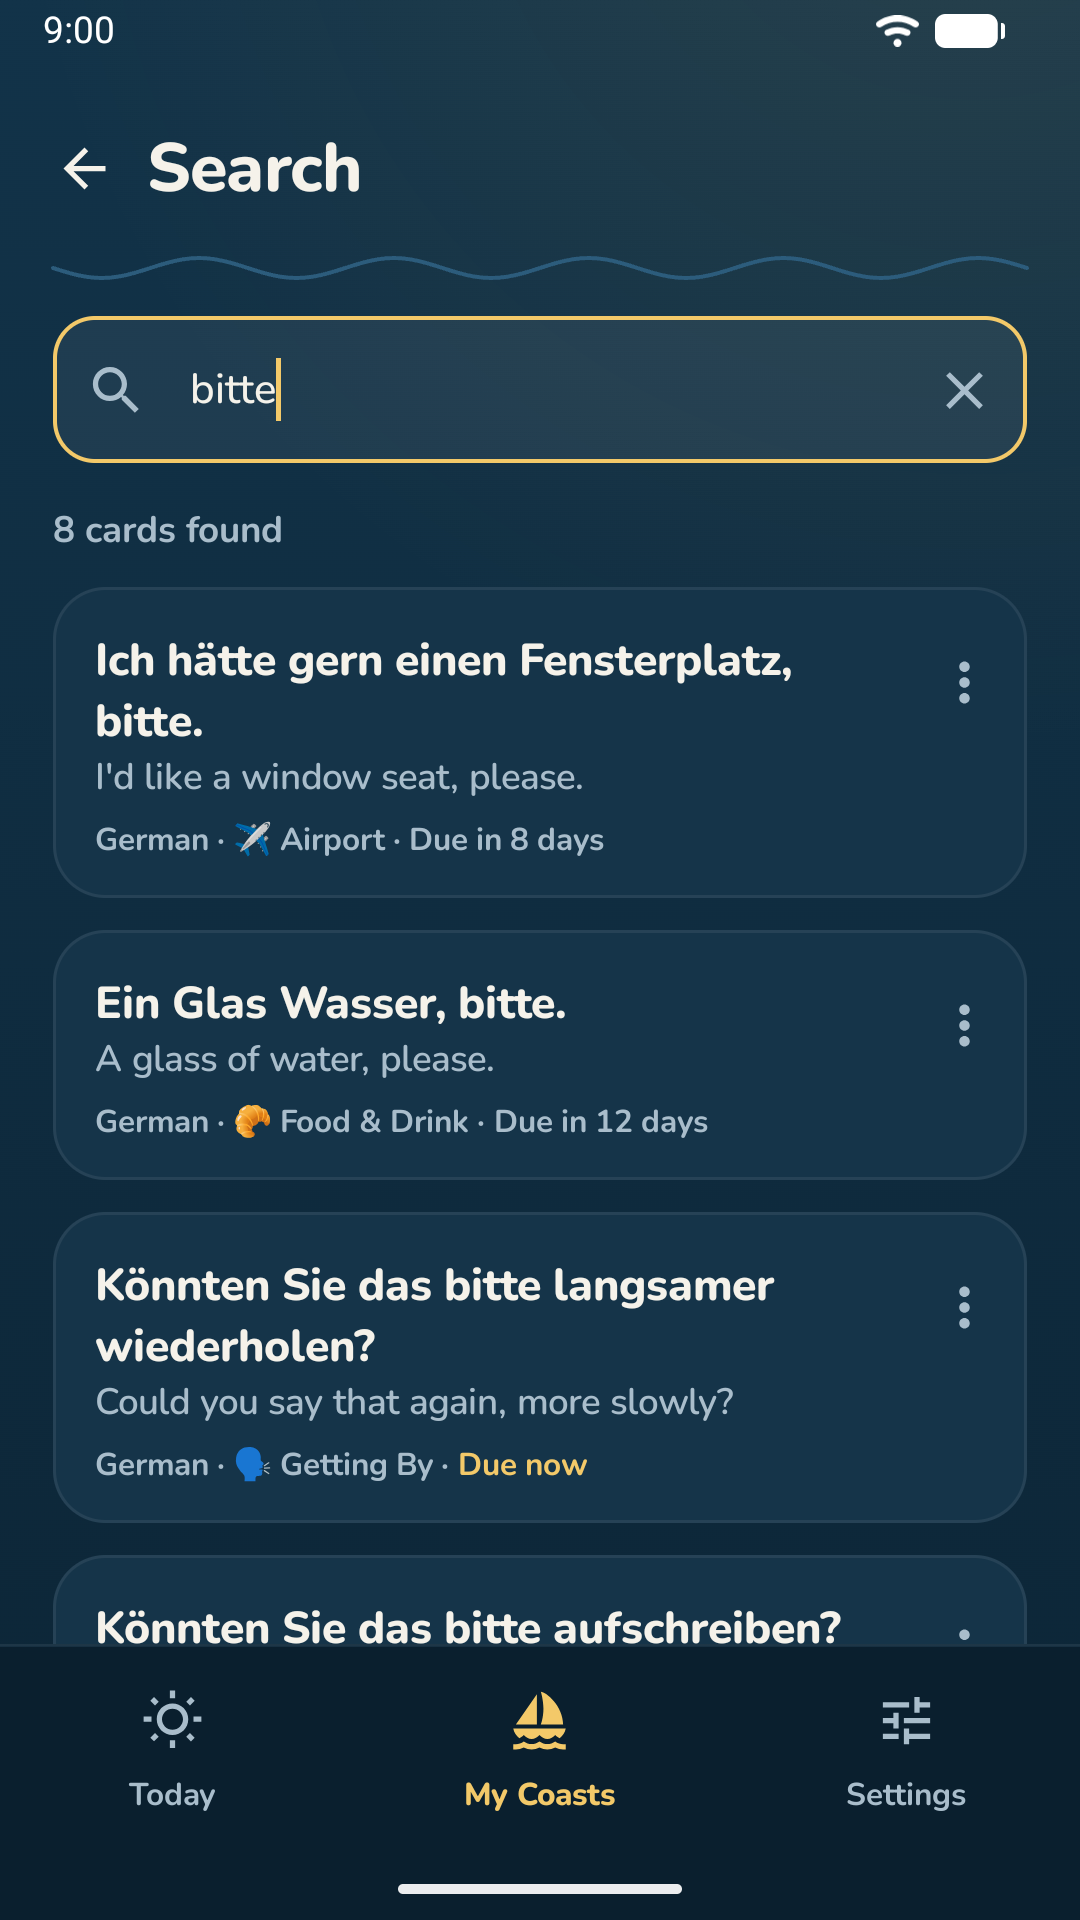 9:00
Search
bitte
8 cards found
Ich hätte gern einen Fensterplatz,
bitte.
I'd like a window seat, please.
German · ✈️ Airport · Due in 8 days
Ein Glas Wasser, bitte.
A glass of water, please.
German · 🥐 Food & Drink · Due in 12 days
Könnten Sie das bitte langsamer
wiederholen?
Could you say that again, more slowly?
German · 🗣️ Getting By · Due now
Könnten Sie das bitte aufschreiben?
Today
My Coasts
Settings